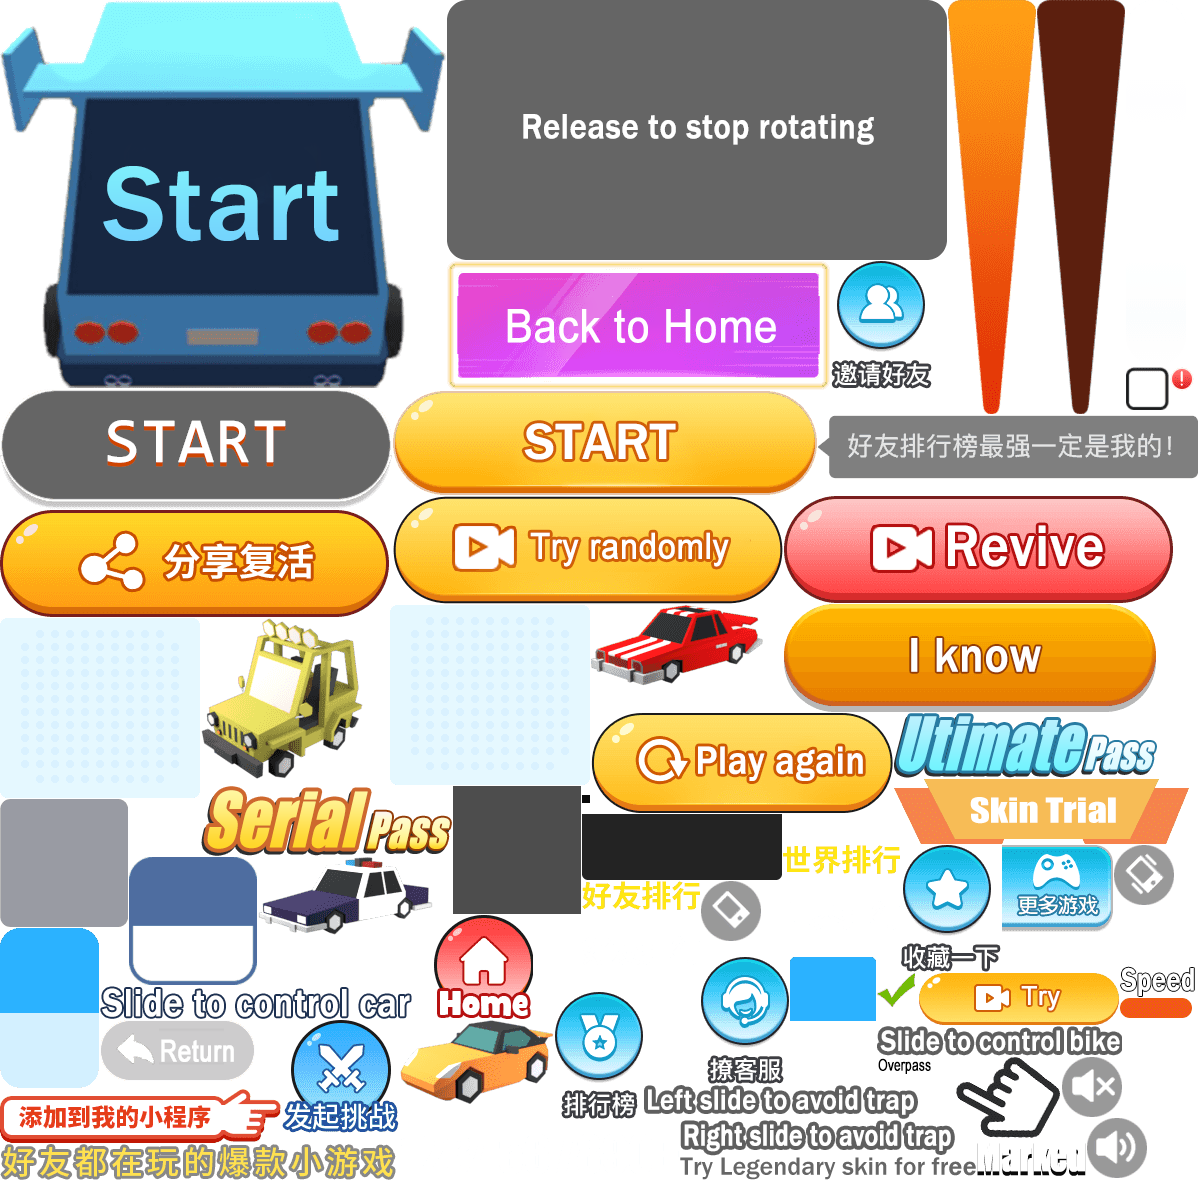 Start
Release to stop rotating
Back to Home
邀请好友
START
START
好友排行榜最强一定是我的!
分享复活
Try randomly
Revive
I know
Play again
Utimate Pass
Skin Trial
Serial Pass
世界排行
好友排行
更多游戏
收藏一下
Slide to control car
Home
Try
Speed
Return
Slide to control bike
Overpass
撩客服
发起挑战
排行榜
Left slide to avoid trap
添加到我的小程序
Right slide to avoid trap
好友都在玩的爆款小游戏
Try Legendary skin for free
Marked